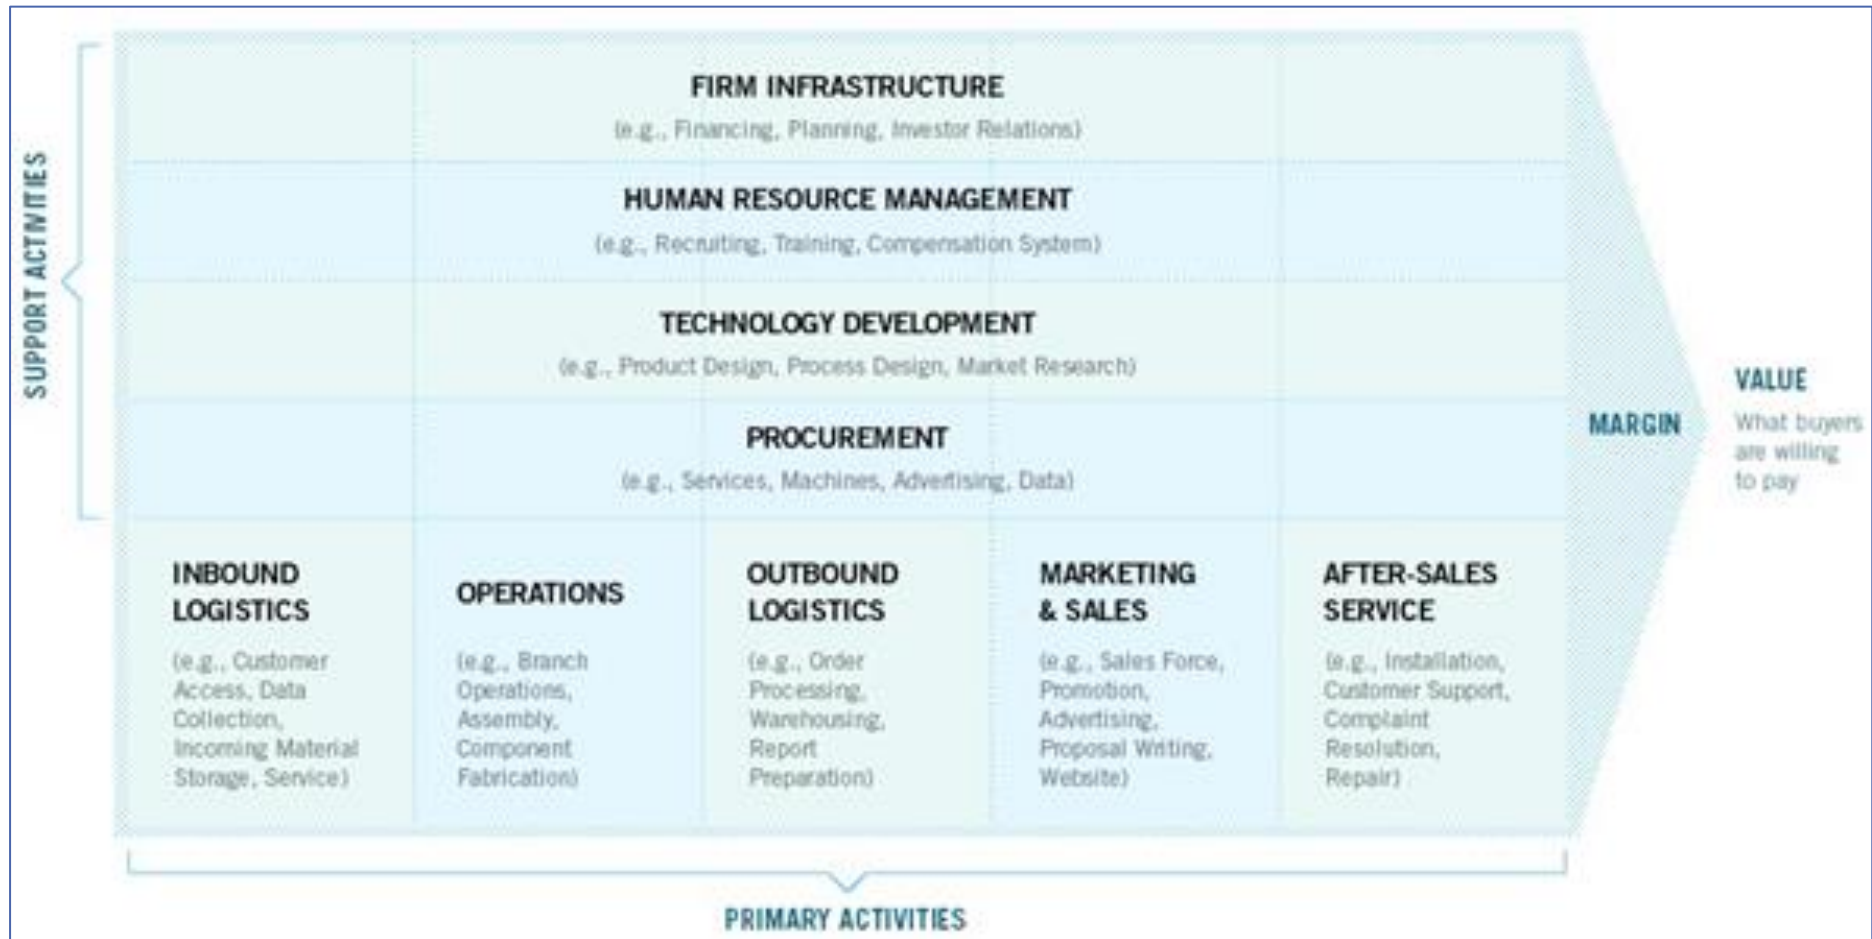 SUPPORT ACTIVITIES
FIRM INFRASTRUCTURE
(e.g., Financing, Planning, Investor Relations)
HUMAN RESOURCE MANAGEMENT
(e.g., Recruiting, Training, Compensation System)
TECHNOLOGY DEVELOPMENT
(e.g., Product Design, Process Design, Market Research)
PROCUREMENT
(e.g., Services, Machines, Advertising, Data)
INBOUND
LOGISTICS
(e.g., Customer
Access, Data
Collection,
Incoming Material
Storage, Service)
OPERATIONS
(e.g., Branch
Operations,
Assembly,
Component
Fabrication)
OUTBOUND
LOGISTICS
(e.g., Order
Processing,
Warehousing,
Report
Preparation)
MARKETING
& SALES
(e.g., Sales Force,
Promotion,
Advertising,
Proposal Writing,
Website)
AFTER-SALES
SERVICE
(e.g., Installation,
Customer Support,
Complaint
Resolution,
Repair)
MARGIN
VALUE
What buyers
are willing
to pay
PRIMARY ACTIVITIES